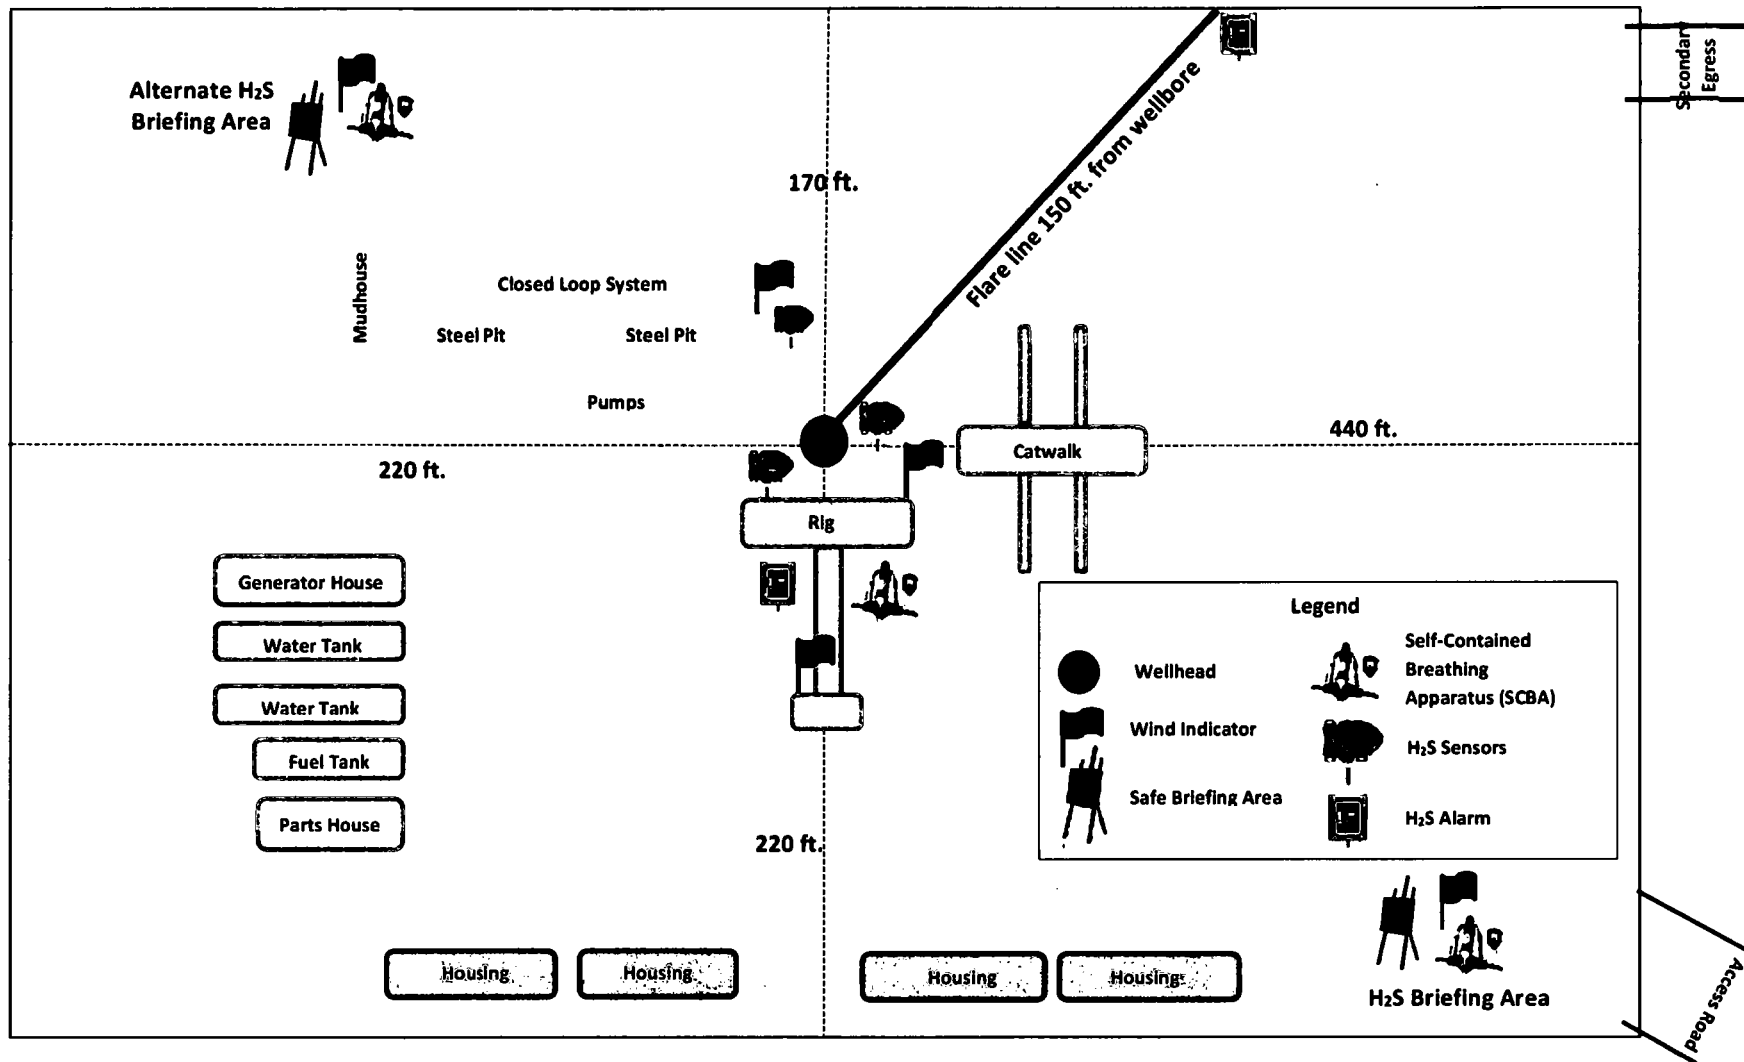 Alternate H₂S
Briefing Area
170 ft.
Flare line 150 ft. from wellbore
Secondary
Egress
Mudhouse
Closed Loop System
Steel Pit
Steel Pit
Pumps
220 ft.
440 ft.
Catwalk
Rig
Generator House
Water Tank
Water Tank
Fuel Tank
Parts House
220 ft.
Legend
Wellhead
Wind Indicator
Safe Briefing Area
Self-Contained
Breathing
Apparatus (SCBA)
H₂S Sensors
H₂S Alarm
Housing
Housing
Housing
Housing
H₂S Briefing Area
Access Road